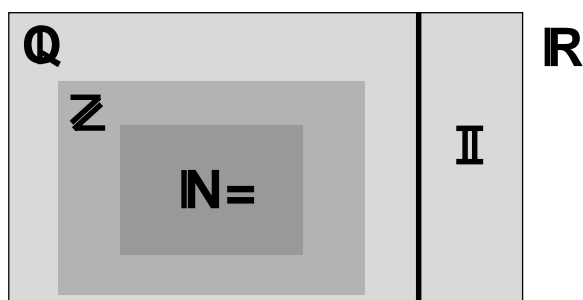 ℚ
ℝ
ℤ
𝕀
ℕ=